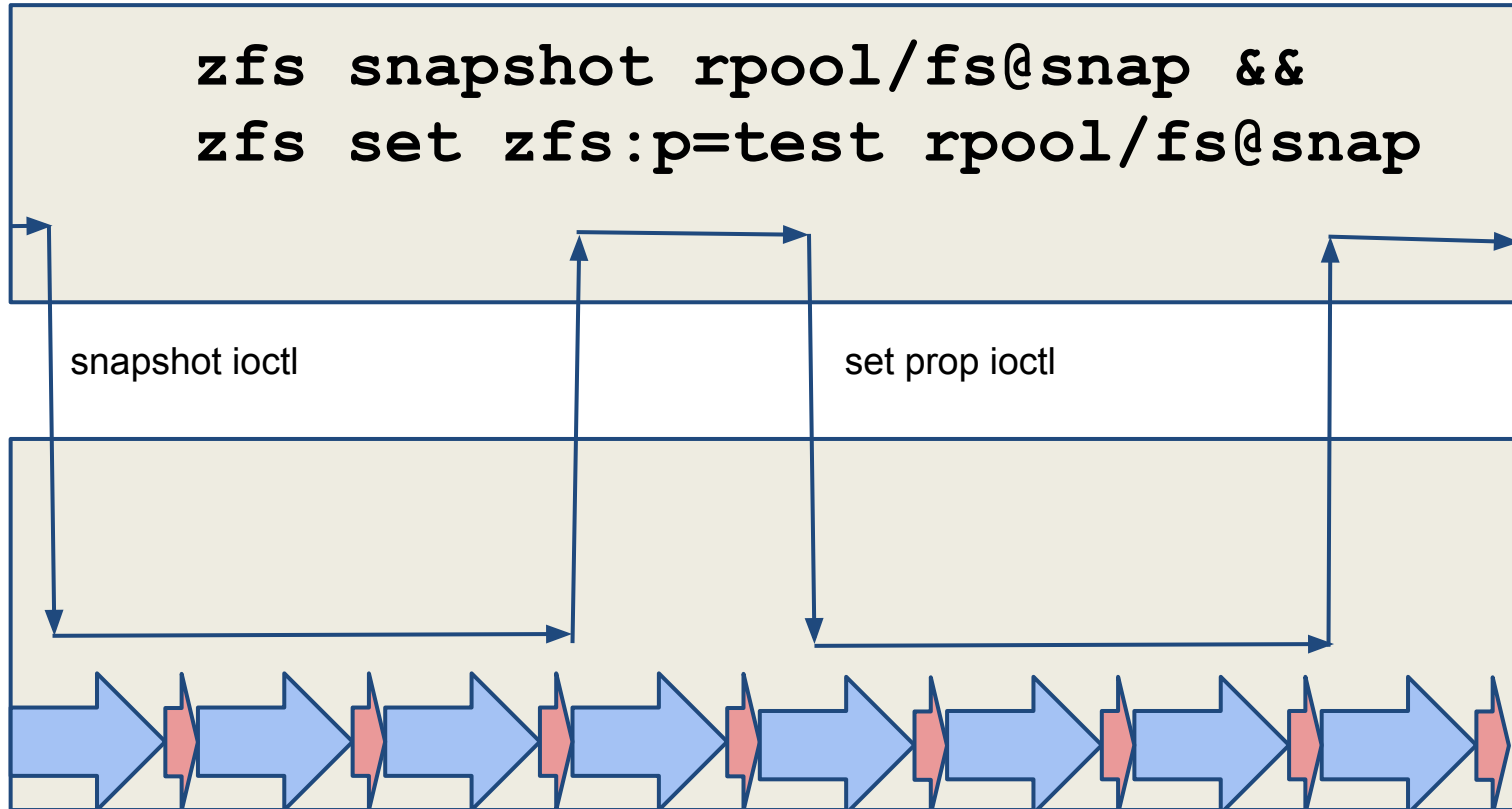 zfs snapshot rpool/fs@snap &&
zfs set zfs:p=test rpool/fs@snap
snapshot ioctl
set prop ioctl